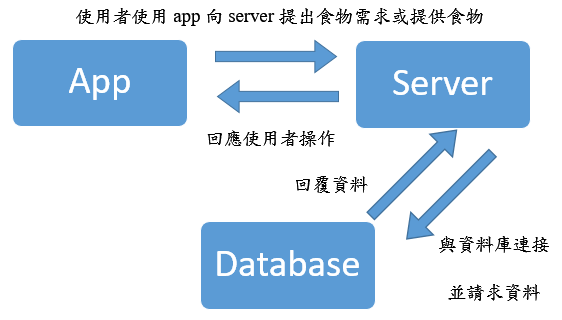 使用者使用 app 向 server 提出食物需求或提供食物
App
Server
回應使用者操作
回覆資料
Database
與資料庫連接
並請求資料